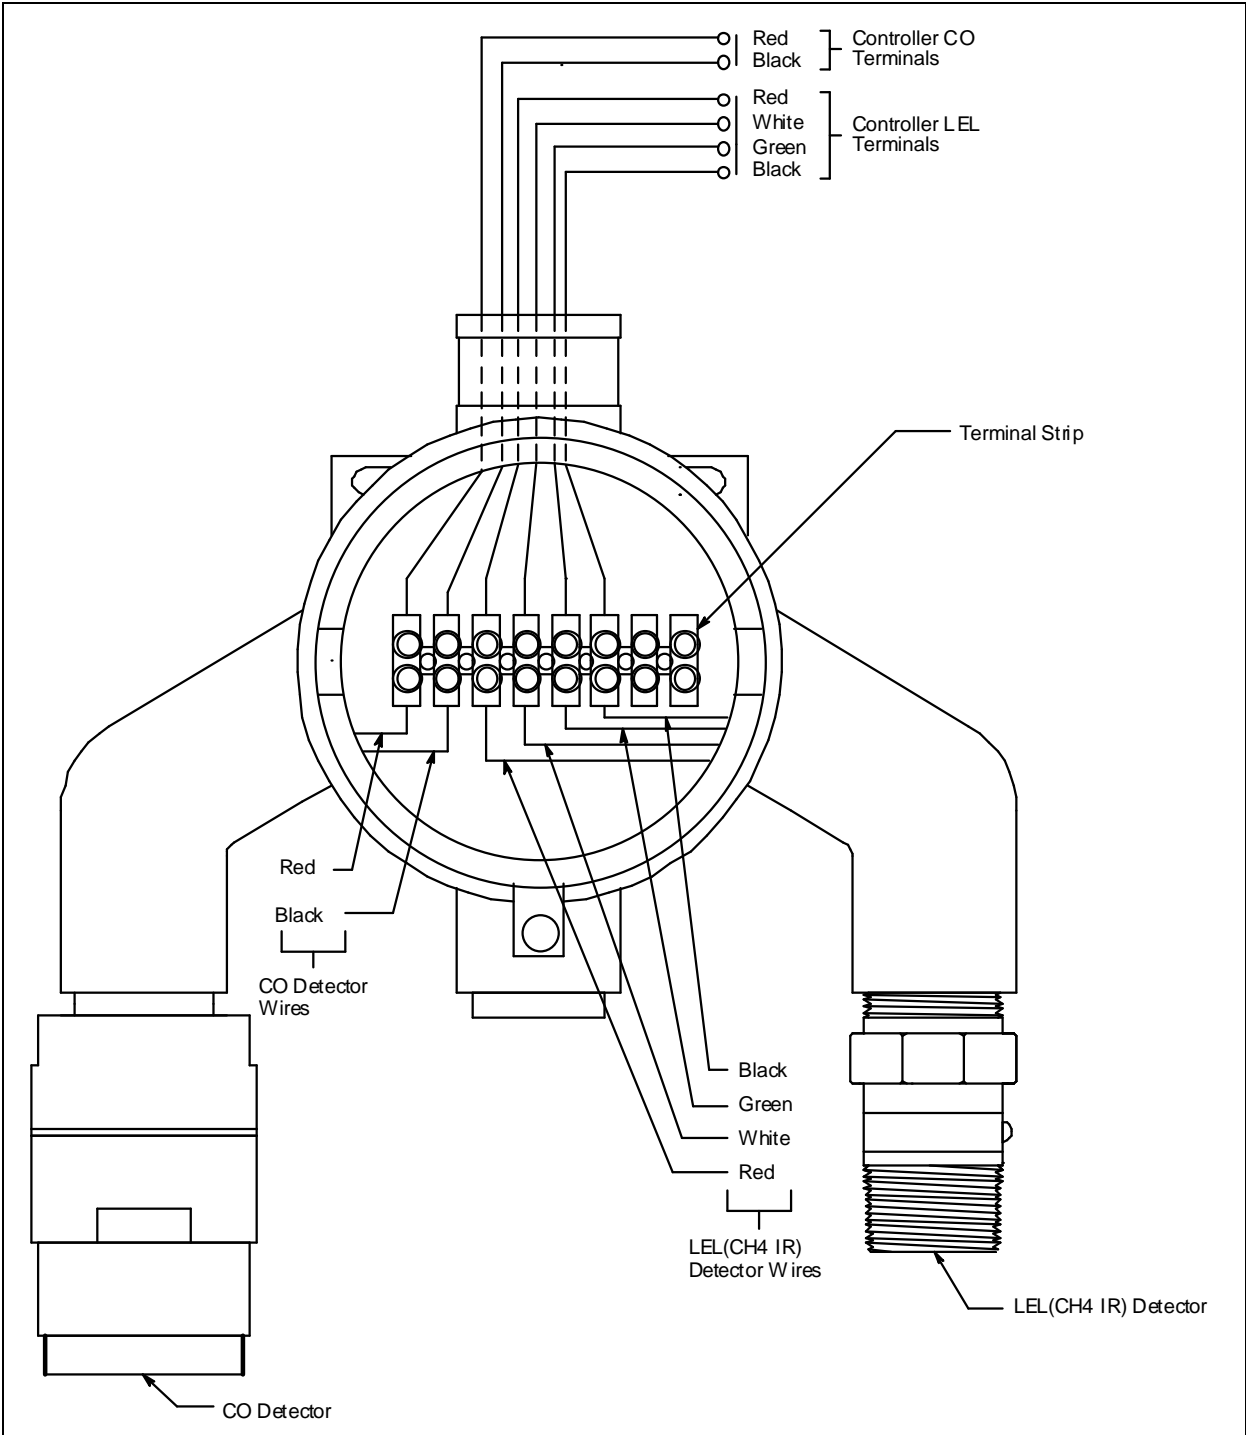 Red
Black
Controller CO
Terminals
Red
White
Green
Black
Controller LEL
Terminals
Terminal Strip
Red
Black
CO Detector
Wires
Black
Green
White
Red
LEL(CH4 IR)
Detector Wires
LEL(CH4 IR) Detector
CO Detector